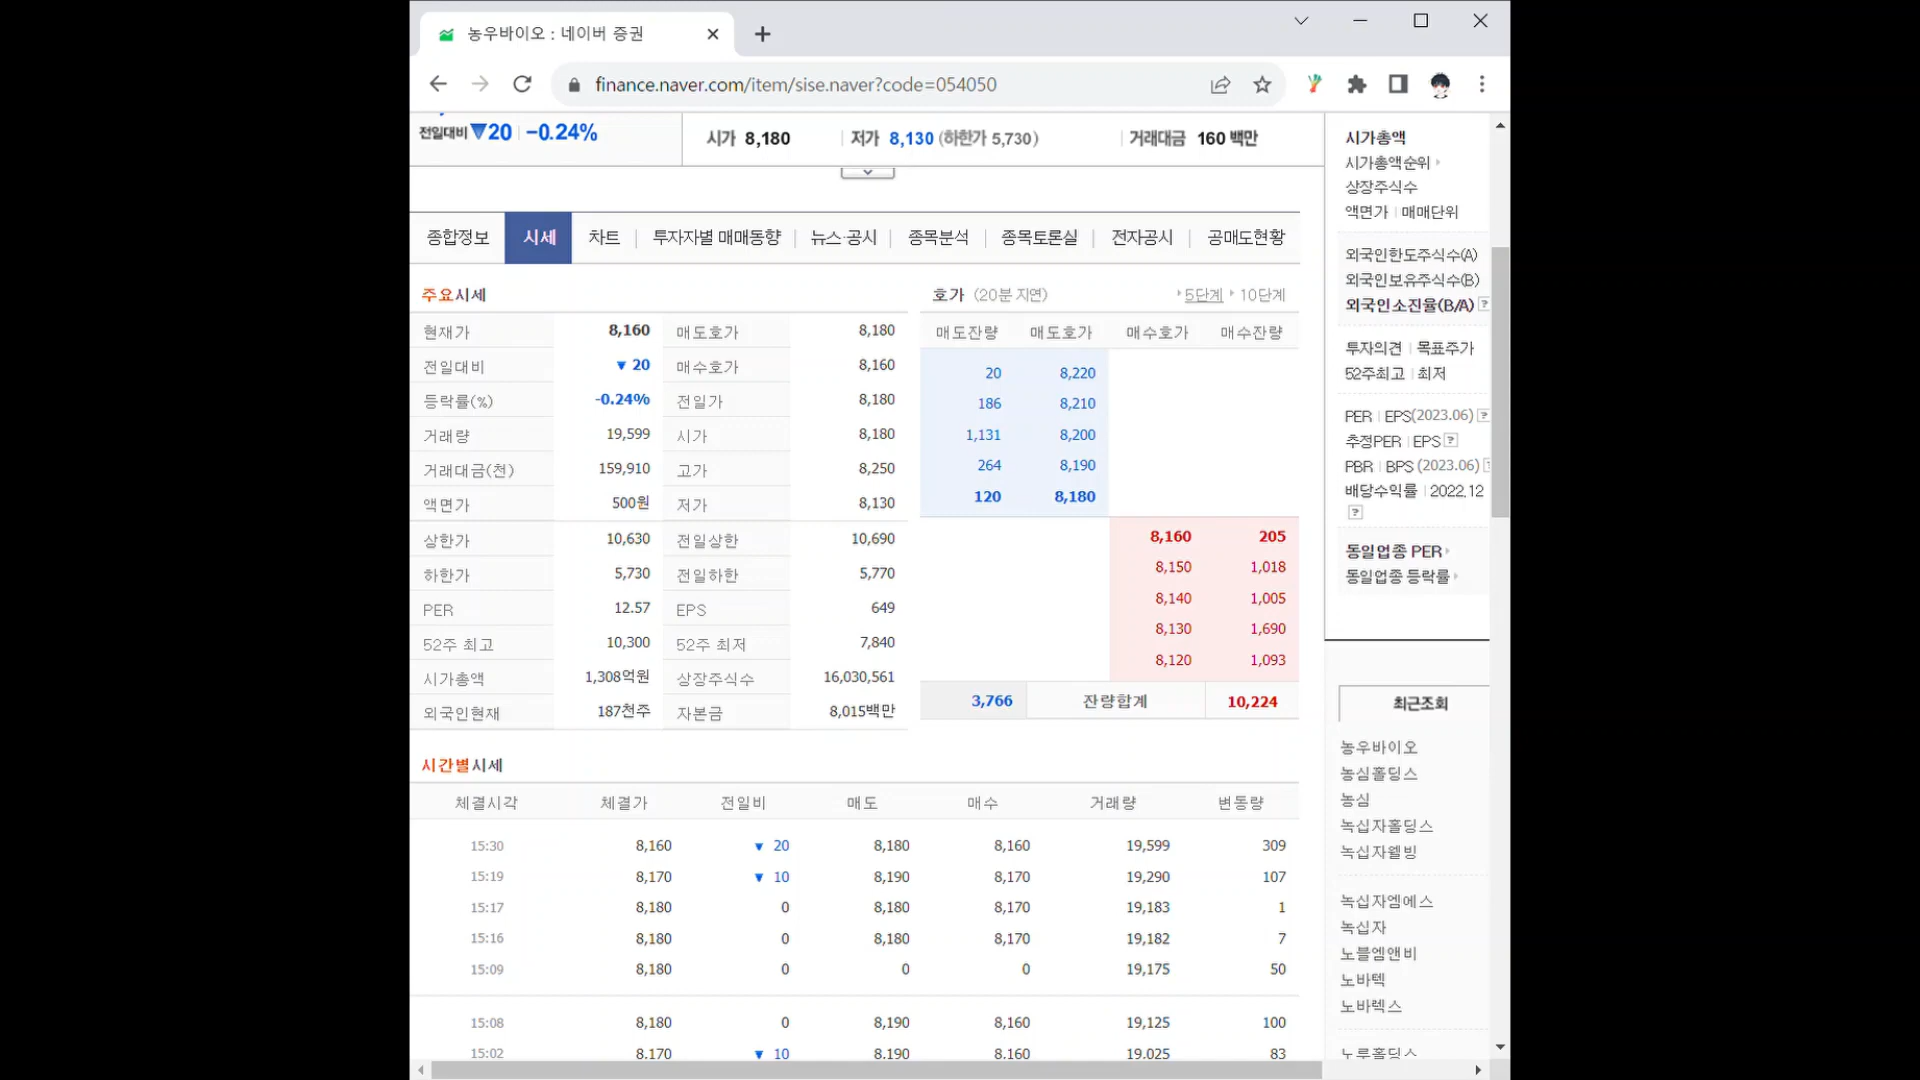 농우바이오 : 네이버 증권
finance.naver.com/item/sise.naver?code=054050
전일대비 ▼20 | -0.24%
시가 8,180 | 저가 8,130 (하한가 5,730) | 거래대금 160 백만
종합정보 시세 차트 투자자별 매매동향 뉴스·공시 종목분석 종목토론실 전자공시 공매도현황
주요시세
현재가 8,160 매도호가 8,180
전일대비 ▼ 20 매수호가 8,160
등락률(%) -0.24% 전일가 8,180
거래량 19,599 시가 8,180
거래대금(천) 159,910 고가 8,250
액면가 500원 저가 8,130
상한가 10,630 전일상한 10,690
하한가 5,730 전일하한 5,770
PER 12.57 EPS 649
52주 최고 10,300 52주 최저 7,840
시가총액 1,308억원 상장주식수 16,030,561
외국인현재 187천주 자본금 8,015백만
호가 (20분 지연) 5단계 10단계
매도잔량 매도호가 매수호가 매수잔량
20 8,220
186 8,210
1,131 8,200
264 8,190
120 8,180
8,160 205
8,150 1,018
8,140 1,005
8,130 1,690
8,120 1,093
3,766 잔량합계 10,224
시간별시세
체결시각 체결가 전일비 매도 매수 거래량 변동량
15:30 8,160 ▼ 20 8,180 8,160 19,599 309
15:19 8,170 ▼ 10 8,190 8,170 19,290 107
15:17 8,180 0 8,180 8,170 19,183 1
15:16 8,180 0 8,180 8,170 19,182 7
15:09 8,180 0 0 0 19,175 50
15:08 8,180 0 8,190 8,160 19,125 100
15:02 8,170 ▼ 10 8,190 8,160 19,025 83
시가총액
시가총액순위
상장주식수
액면가 | 매매단위
외국인한도주식수(A)
외국인보유주식수(B)
외국인소진율(B/A) ?
투자의견 | 목표주가
52주최고 | 최저
PER | EPS(2023.06) ?
추정PER | EPS ?
PBR | BPS (2023.06) ?
배당수익률 | 2022.12
?
동일업종 PER
동일업종 등락률
최근조회
농우바이오
농심홀딩스
농심
녹십자홀딩스
녹십자웰빙
녹십자엠에스
녹십자
노블엠앤비
노바텍
노바렉스
노루홀딩스